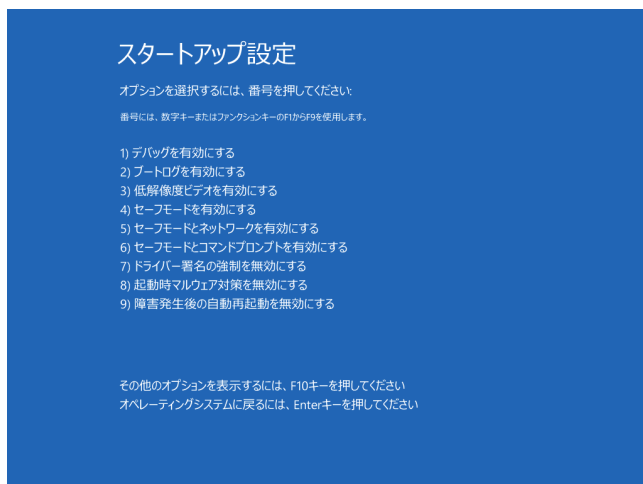 スタートアップ設定
オプションを選択するには、番号を押してください:
番号には、数字キーまたはファンクションキーのF1からF9を使用します。
1) デバッグを有効にする
2) ブートログを有効にする
3) 低解像度ビデオを有効にする
4) セーフモードを有効にする
5) セーフモードとネットワークを有効にする
6) セーフモードとコマンドプロンプトを有効にする
7) ドライバー署名の強制を無効にする
8) 起動時マルウェア対策を無効にする
9) 障害発生後の自動再起動を無効にする
その他のオプションを表示するには、F10キーを押してください
オペレーティングシステムに戻るには、Enterキーを押してください